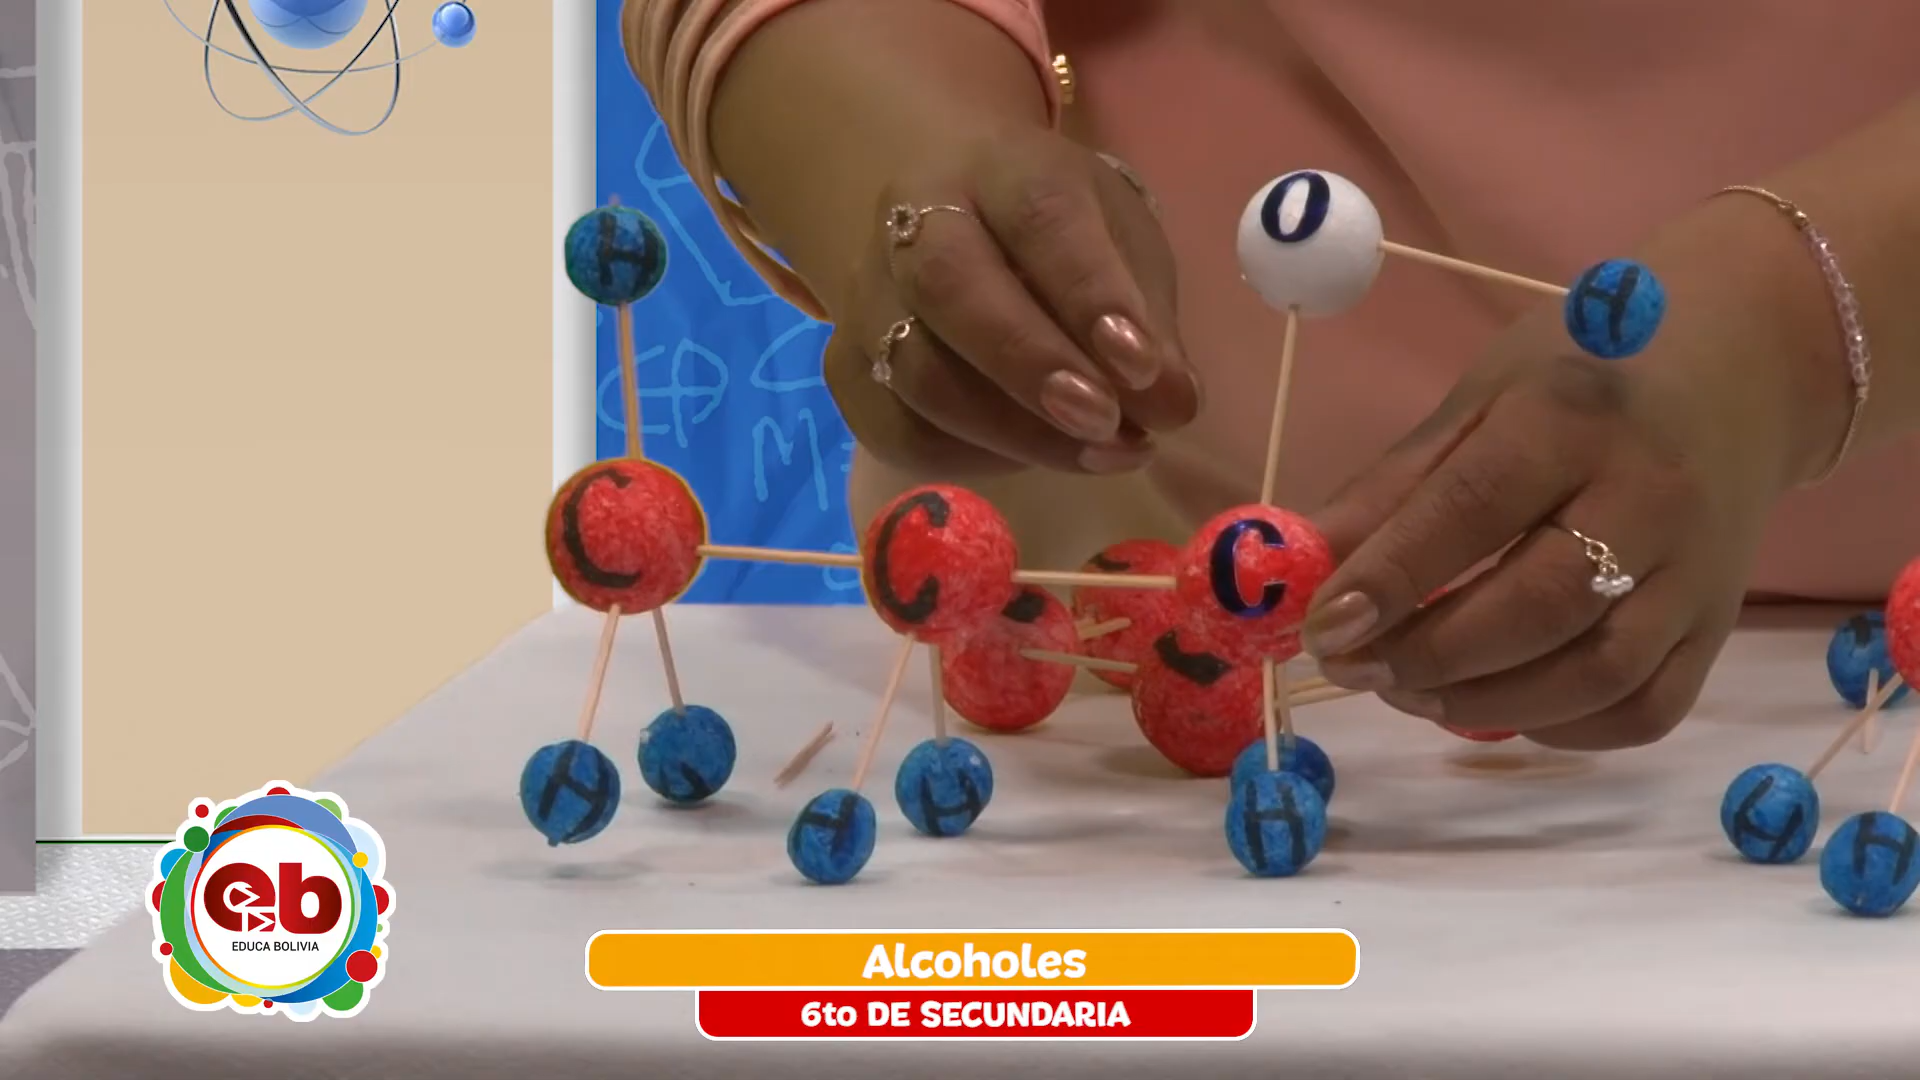 O
H
H
C
C
C
H
H
H
H
H
H
H
M
eb
EDUCA BOLIVIA
Alcoholes
6to DE SECUNDARIA